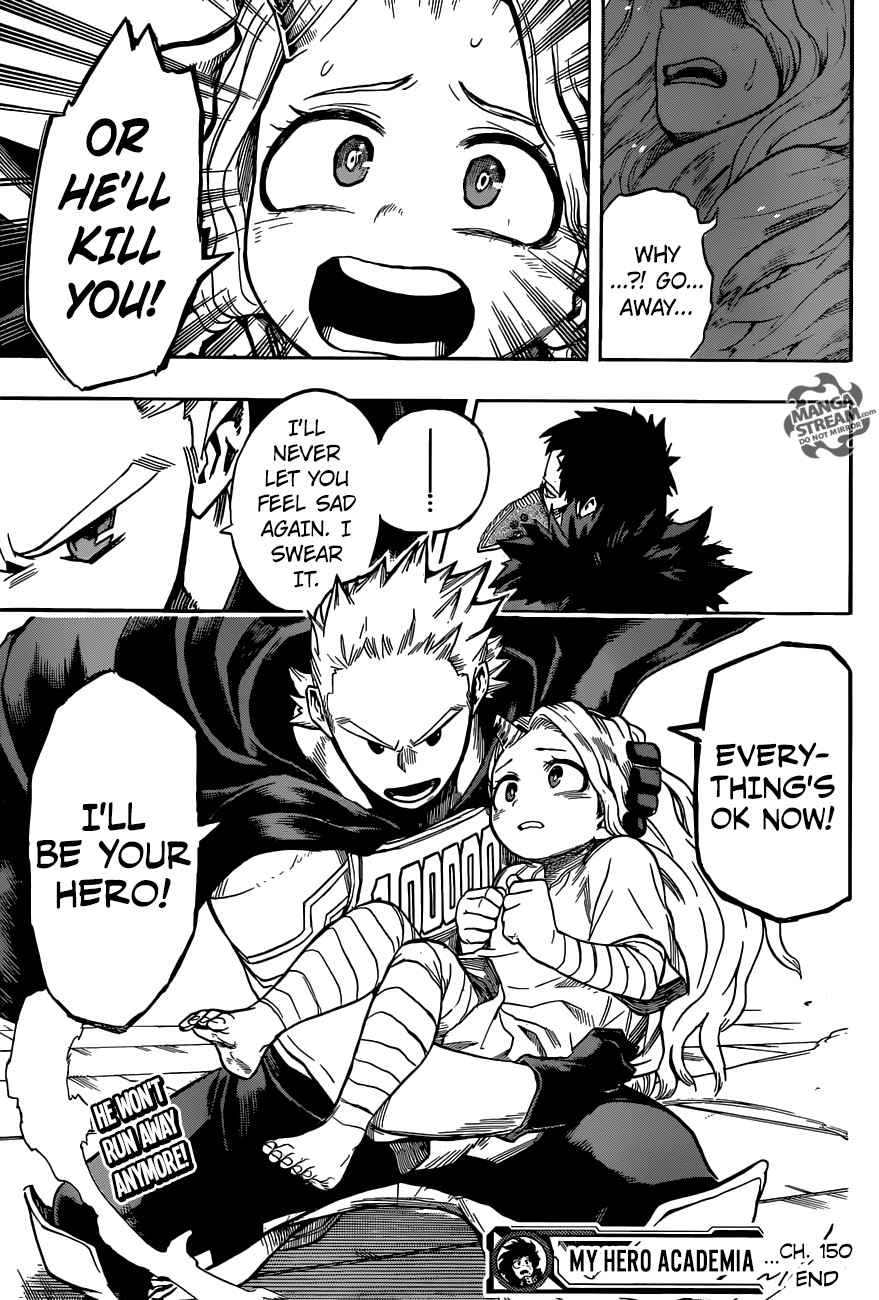 WHY
...?! GO...
AWAY...
OR
HE'LL
KILL
YOU!
MANGA
STREAM.com
DO NOT MIRROR
......
I'LL
NEVER
LET YOU
FEEL SAD
AGAIN. I
SWEAR
IT.
EVERY-
THING'S
OK NOW!
I'LL
BE YOUR
HERO!
100000
HE WON'T
RUN AWAY
ANYMORE!
MY HERO ACADEMIA
...CH. 150
END